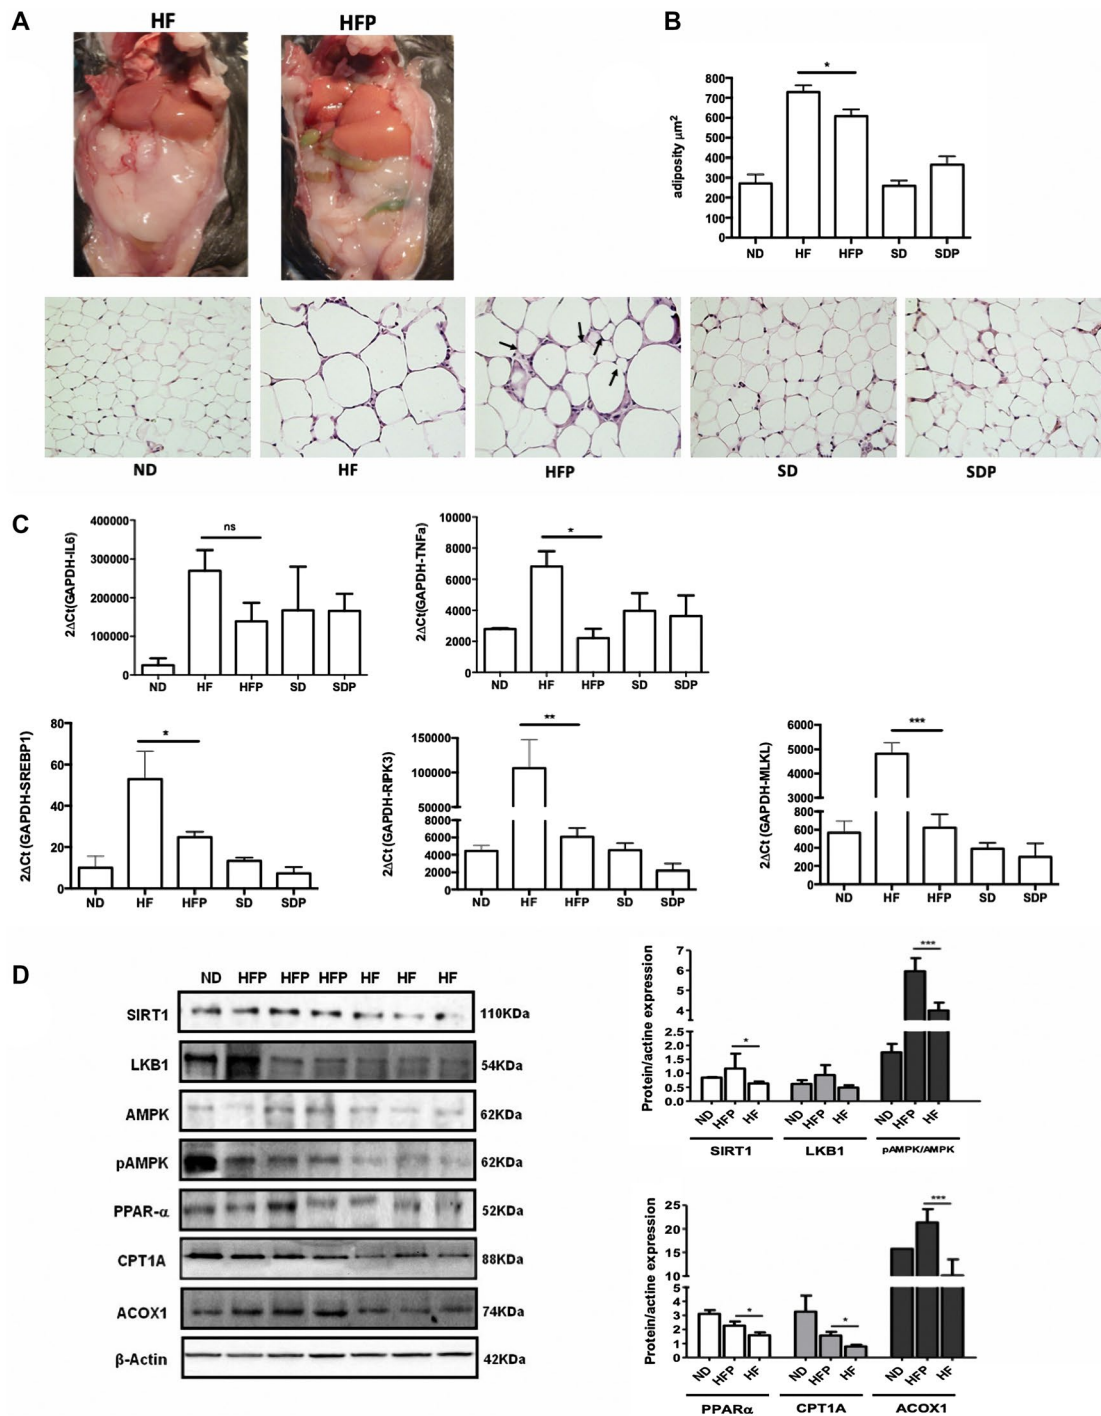 A
HF
HFP
B
*
800
700
600
500
400
300
200
100
0
adiposity µm²
ND HF HFP SD SDP
ND HF HFP SD SDP
C
400000
300000
200000
100000
0
2ΔCt(GAPDH-IL6)
ns
ND HF HFP SD SDP
10000
8000
6000
4000
2000
0
2ΔCt(GAPDH-TNFa)
*
ND HF HFP SD SDP
80
60
40
20
0
2ΔCt (GAPDH-SREBP1)
*
ND HF HFP SD SDP
150000
100000
50000
8000
6000
4000
2000
0
2ΔCt (GAPDH-RIPK3)
**
ND HF HFP SD SDP
6000
5000
4000
3000
800
600
400
200
0
2ΔCt (GAPDH-MLKL)
***
ND HF HFP SD SDP
D
ND HFP HFP HFP HF HF HF
SIRT1 110KDa
LKB1 54KDa
AMPK 62KDa
pAMPK 62KDa
PPAR-α 52KDa
CPT1A 88KDa
ACOX1 74KDa
β-Actin 42KDa
7
6
5
4
2.5
2.0
1.5
1.0
0.5
0.0
Protein/actine expression
* ***
ND HFP HF ND HFP HF ND HFP HF
SIRT1 LKB1 pAMPK/AMPK
25
20
15
10
5
4
3
2
1
0
Protein/actine expression
* * ***
ND HFP HF ND HFP HF ND HFP HF
PPARα CPT1A ACOX1